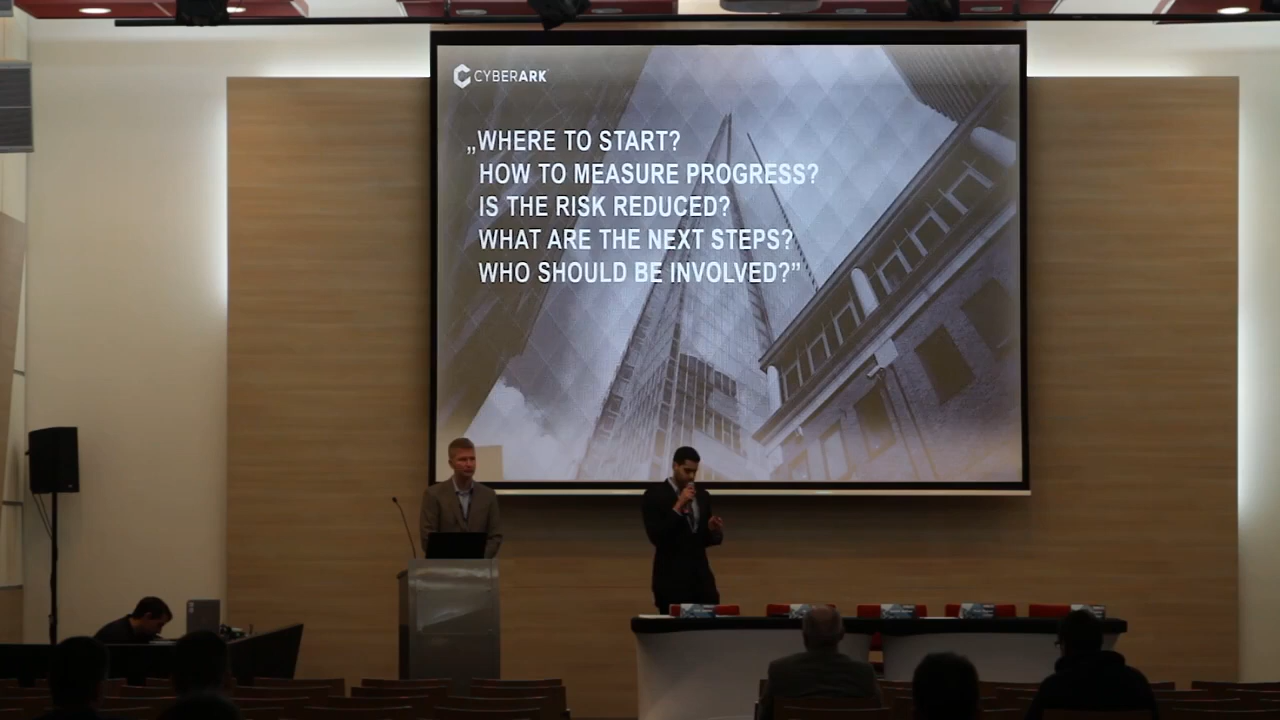 CYBERARK
„WHERE TO START?
HOW TO MEASURE PROGRESS?
IS THE RISK REDUCED?
WHAT ARE THE NEXT STEPS?
WHO SHOULD BE INVOLVED?”